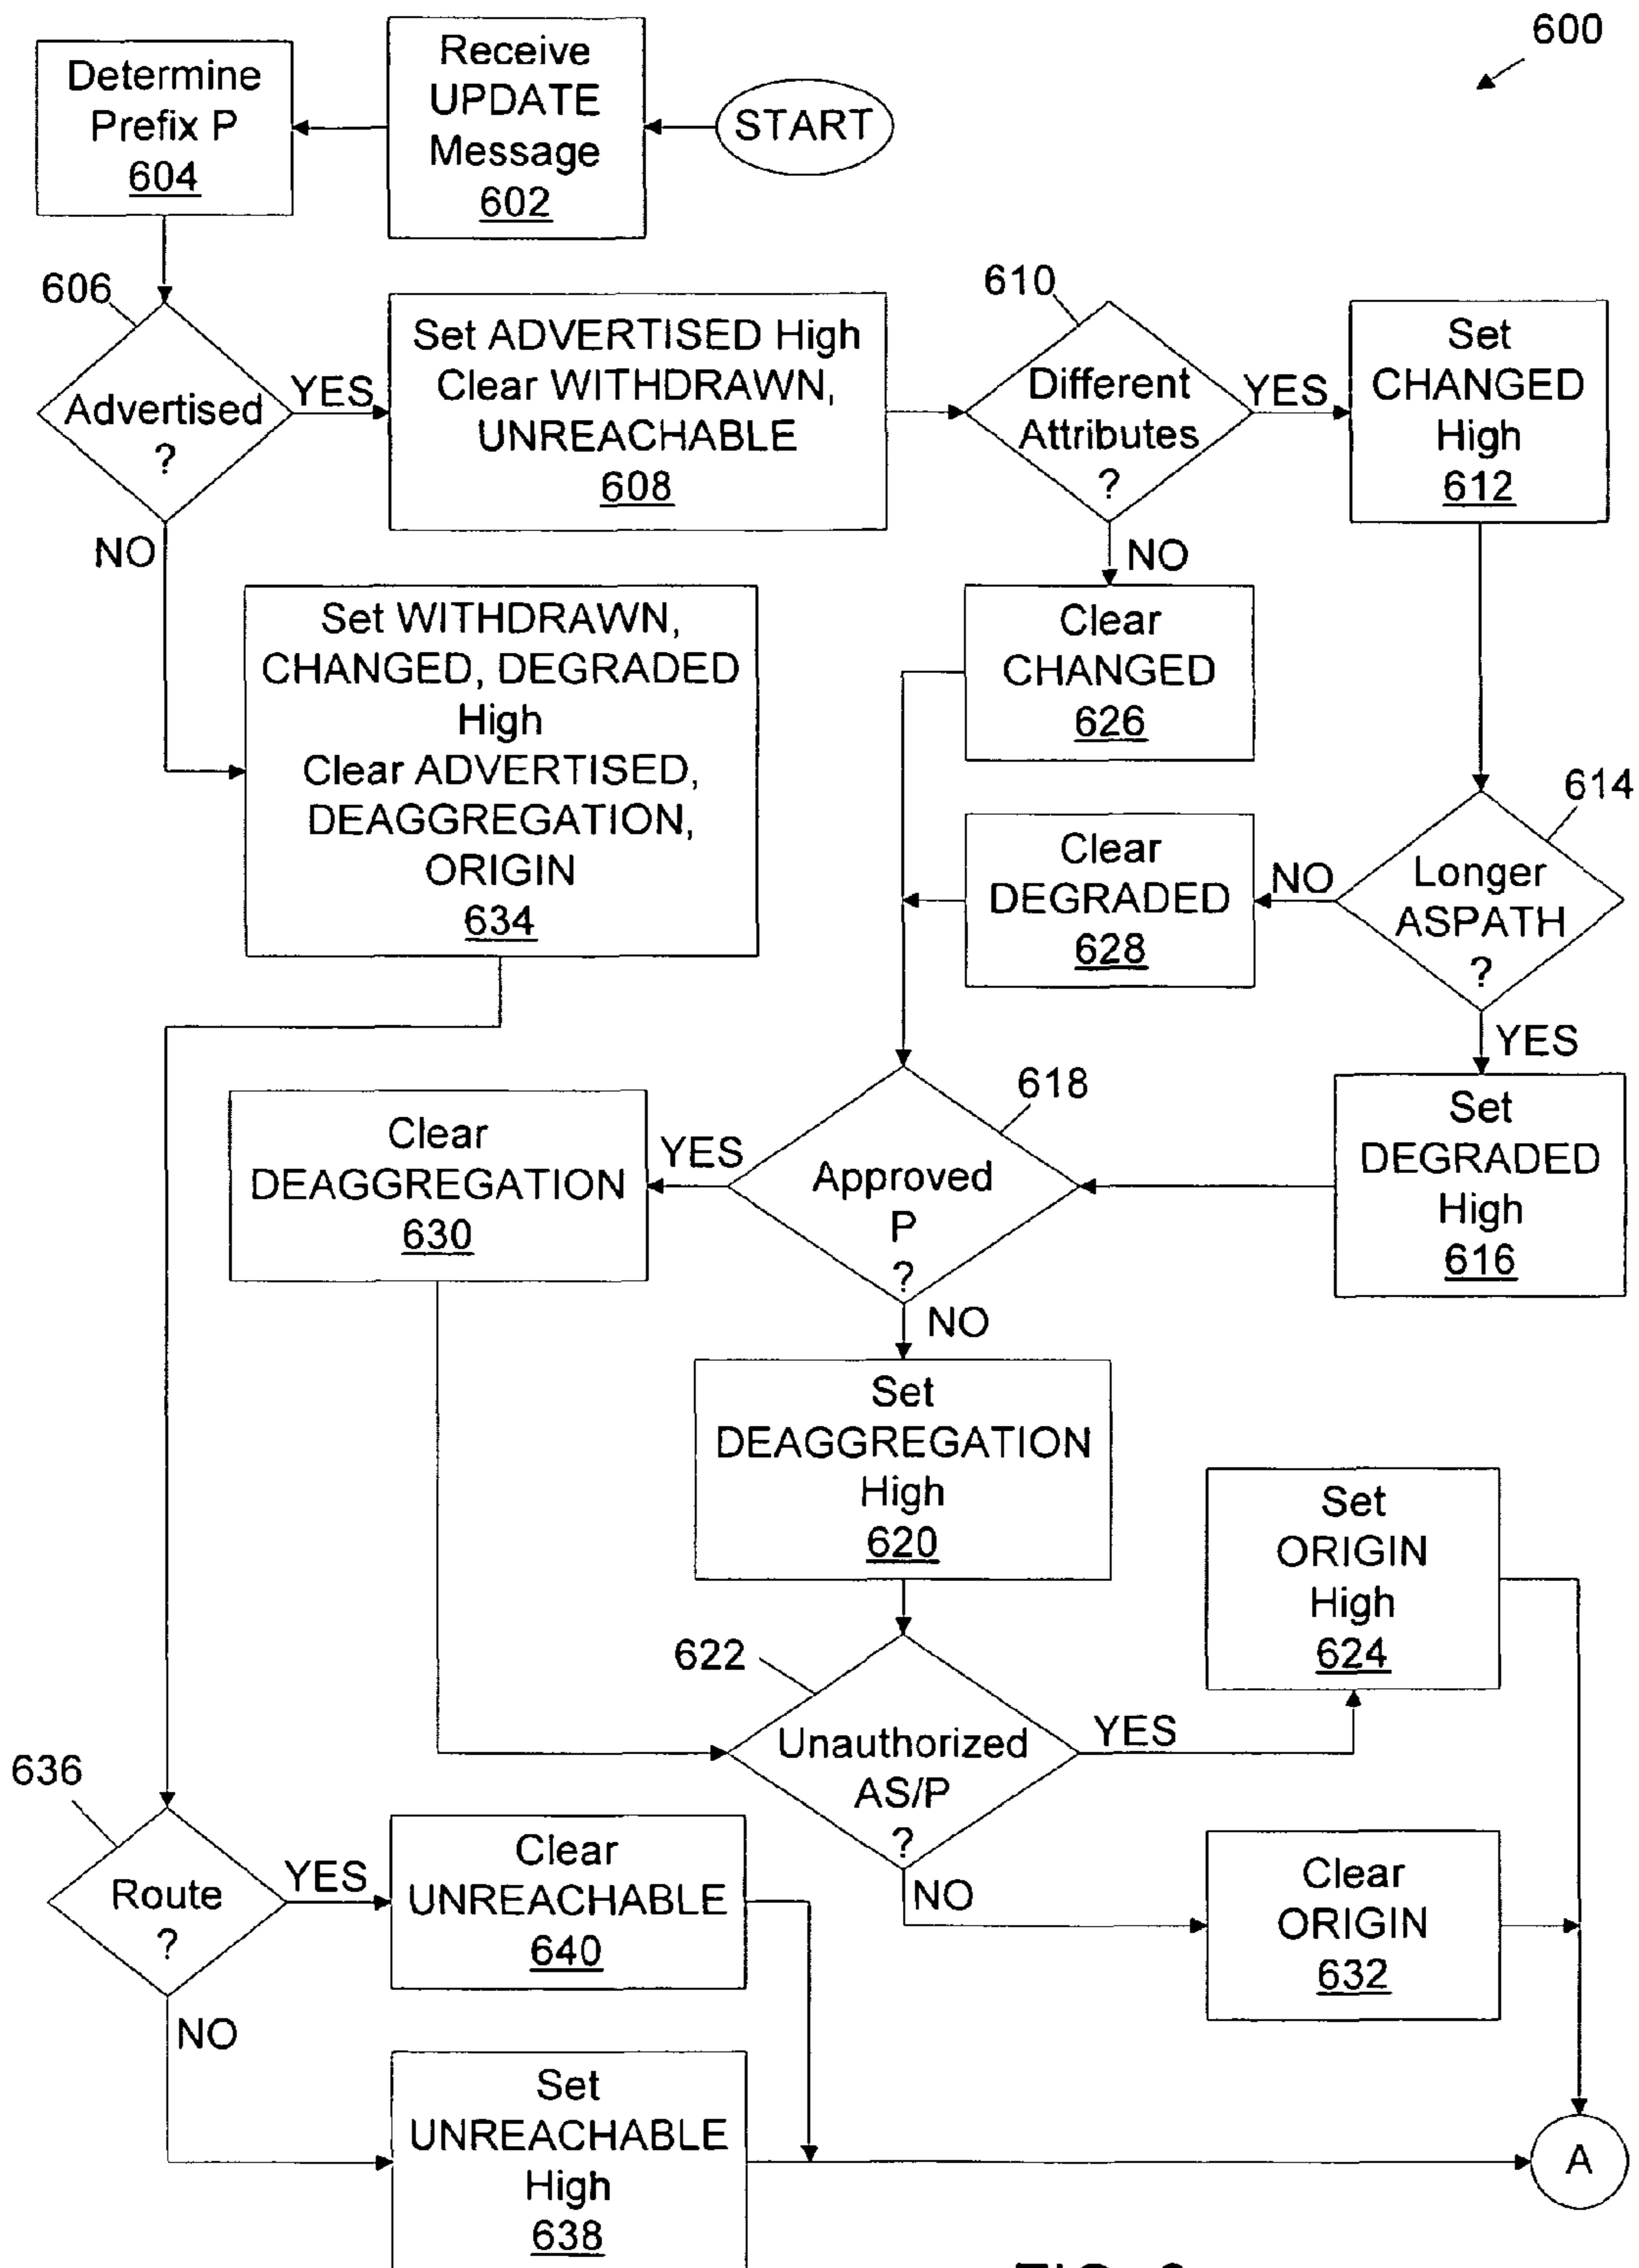 600
Determine
Prefix P
604
Receive
UPDATE
Message
602
START
606
Advertised
?
YES
NO
Set ADVERTISED High
Clear WITHDRAWN,
UNREACHABLE
608
610
Different
Attributes
?
YES
NO
Set
CHANGED
High
612
Set WITHDRAWN,
CHANGED, DEGRADED
High
Clear ADVERTISED,
DEAGGREGATION,
ORIGIN
634
Clear
CHANGED
626
614
Longer
ASPATH
?
NO
YES
Clear
DEGRADED
628
Set
DEGRADED
High
616
618
Approved
P
?
YES
NO
Clear
DEAGGREGATION
630
Set
DEAGGREGATION
High
620
622
Unauthorized
AS/P
?
YES
NO
Set
ORIGIN
High
624
Clear
ORIGIN
632
636
Route
?
YES
NO
Clear
UNREACHABLE
640
Set
UNREACHABLE
High
638
A